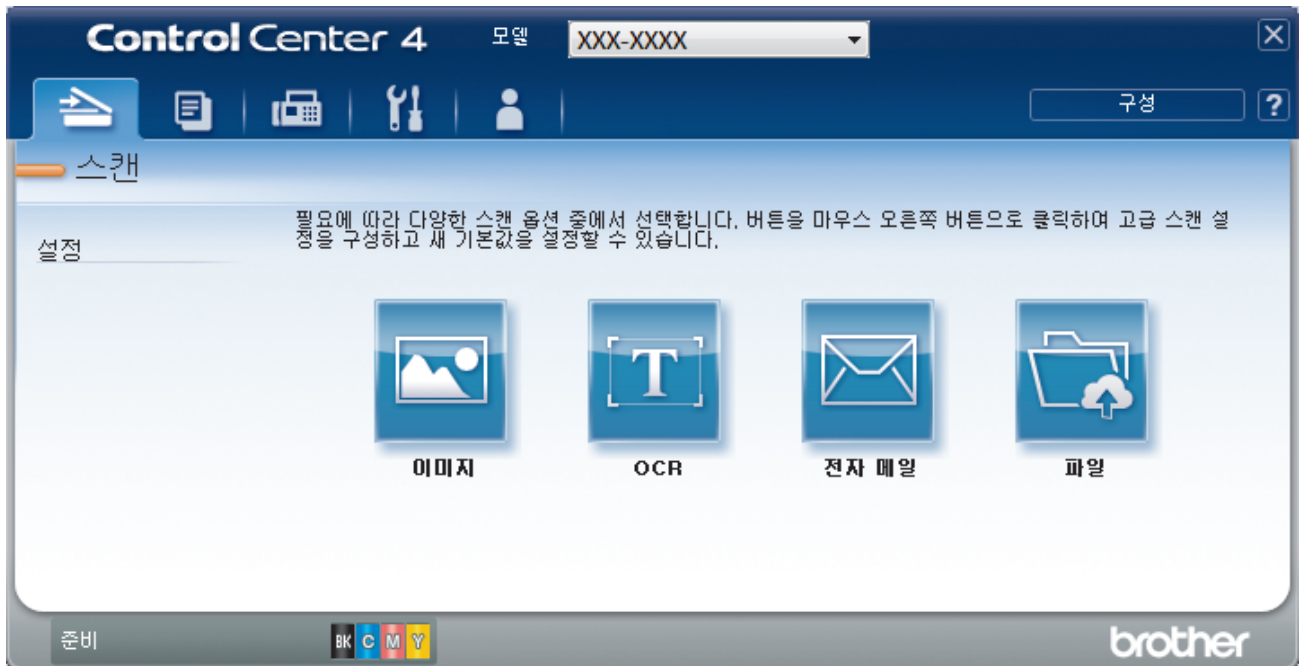 Control Center 4 모델 XXX-XXXX
구성 ?
스캔
설정
필요에 따라 다양한 스캔 옵션 중에서 선택합니다. 버튼을 마우스 오른쪽 버튼으로 클릭하여 고급 스캔 설
정을 구성하고 새 기본값을 설정할 수 있습니다.
T
이미지 OCR 전자 메일 파일
준비 BK C M Y brother